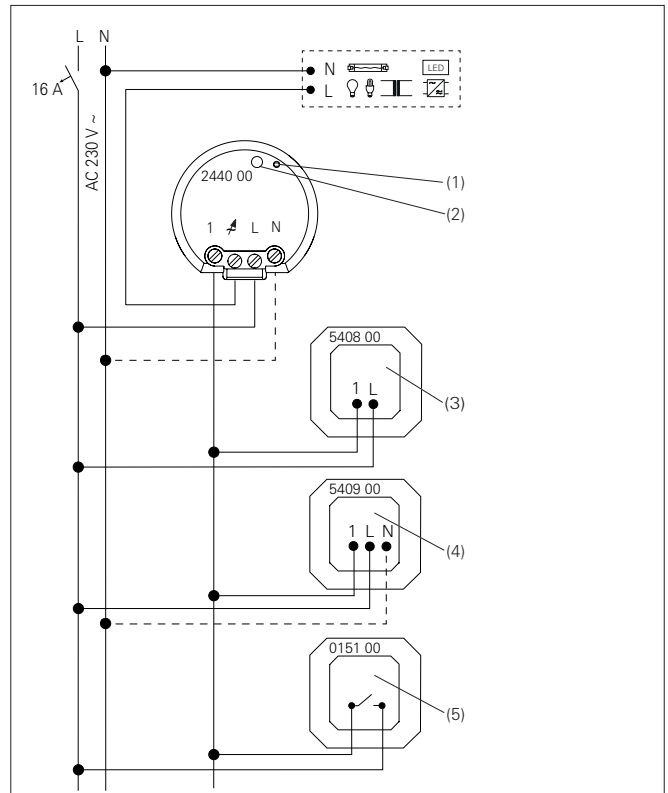 L N
16 A
AC 230 V ~
N
LED
L
2440 00
(1)
(2)
1 L N
5408 00
1 L
(3)
5409 00
1 L N
(4)
0151 00
(5)